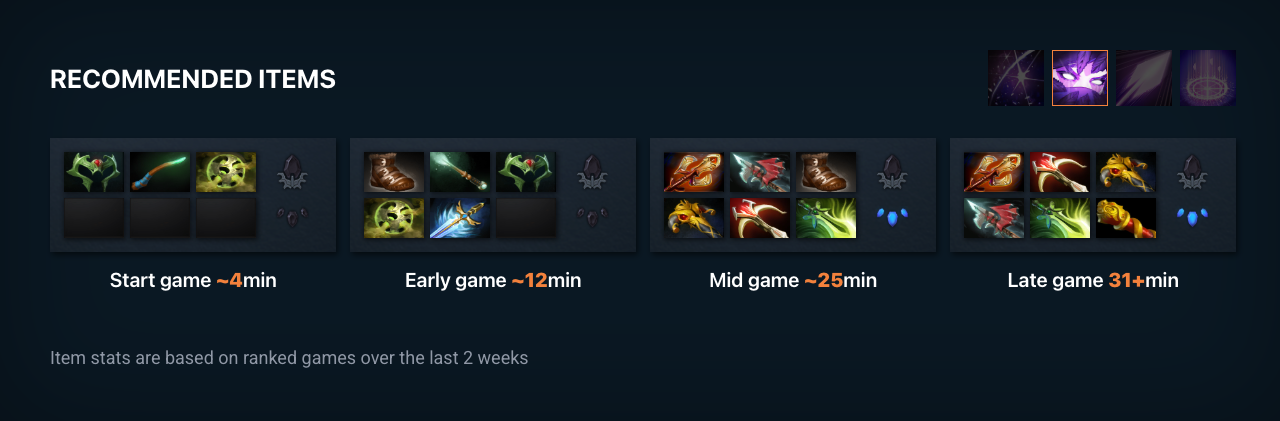 RECOMMENDED ITEMS
Start game ~4min
Early game ~12min
Mid game ~25min
Late game 31+min
Item stats are based on ranked games over the last 2 weeks